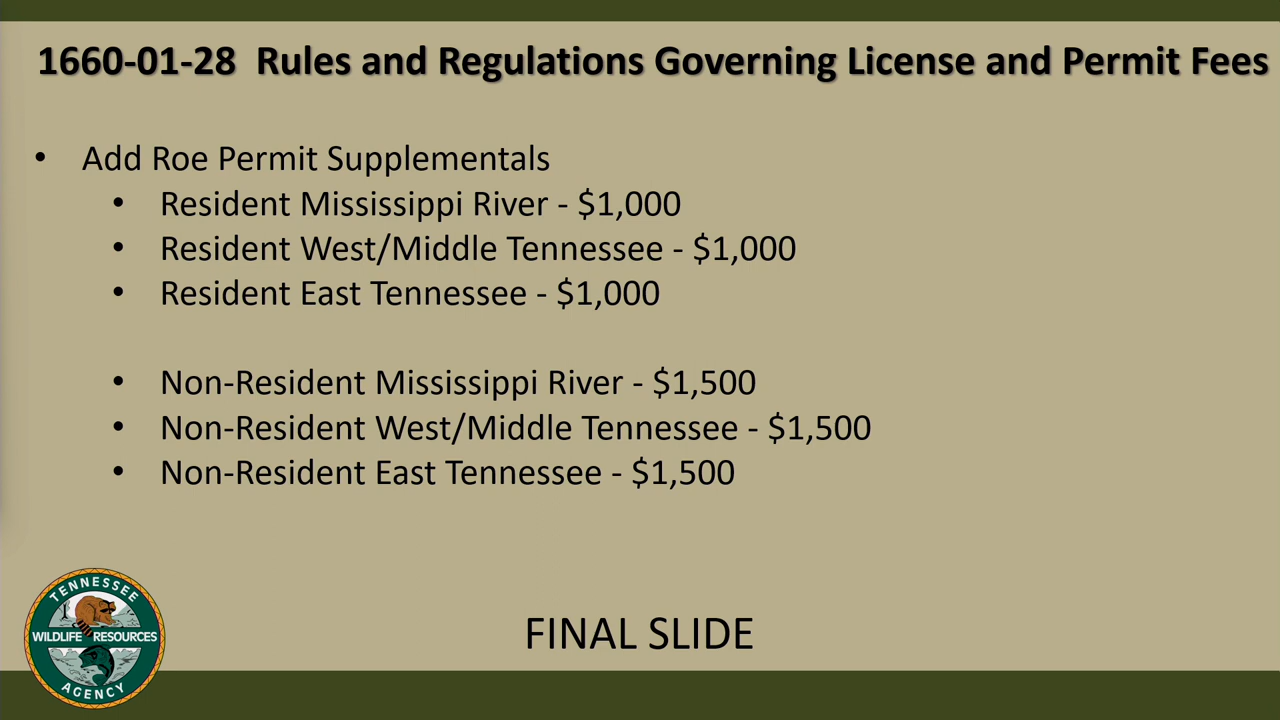 1660-01-28  Rules and Regulations Governing License and Permit Fees
• Add Roe Permit Supplementals
• Resident Mississippi River - $1,000
• Resident West/Middle Tennessee - $1,000
• Resident East Tennessee - $1,000
• Non-Resident Mississippi River - $1,500
• Non-Resident West/Middle Tennessee - $1,500
• Non-Resident East Tennessee - $1,500
TENNESSEE
WILDLIFE RESOURCES
AGENCY
FINAL SLIDE